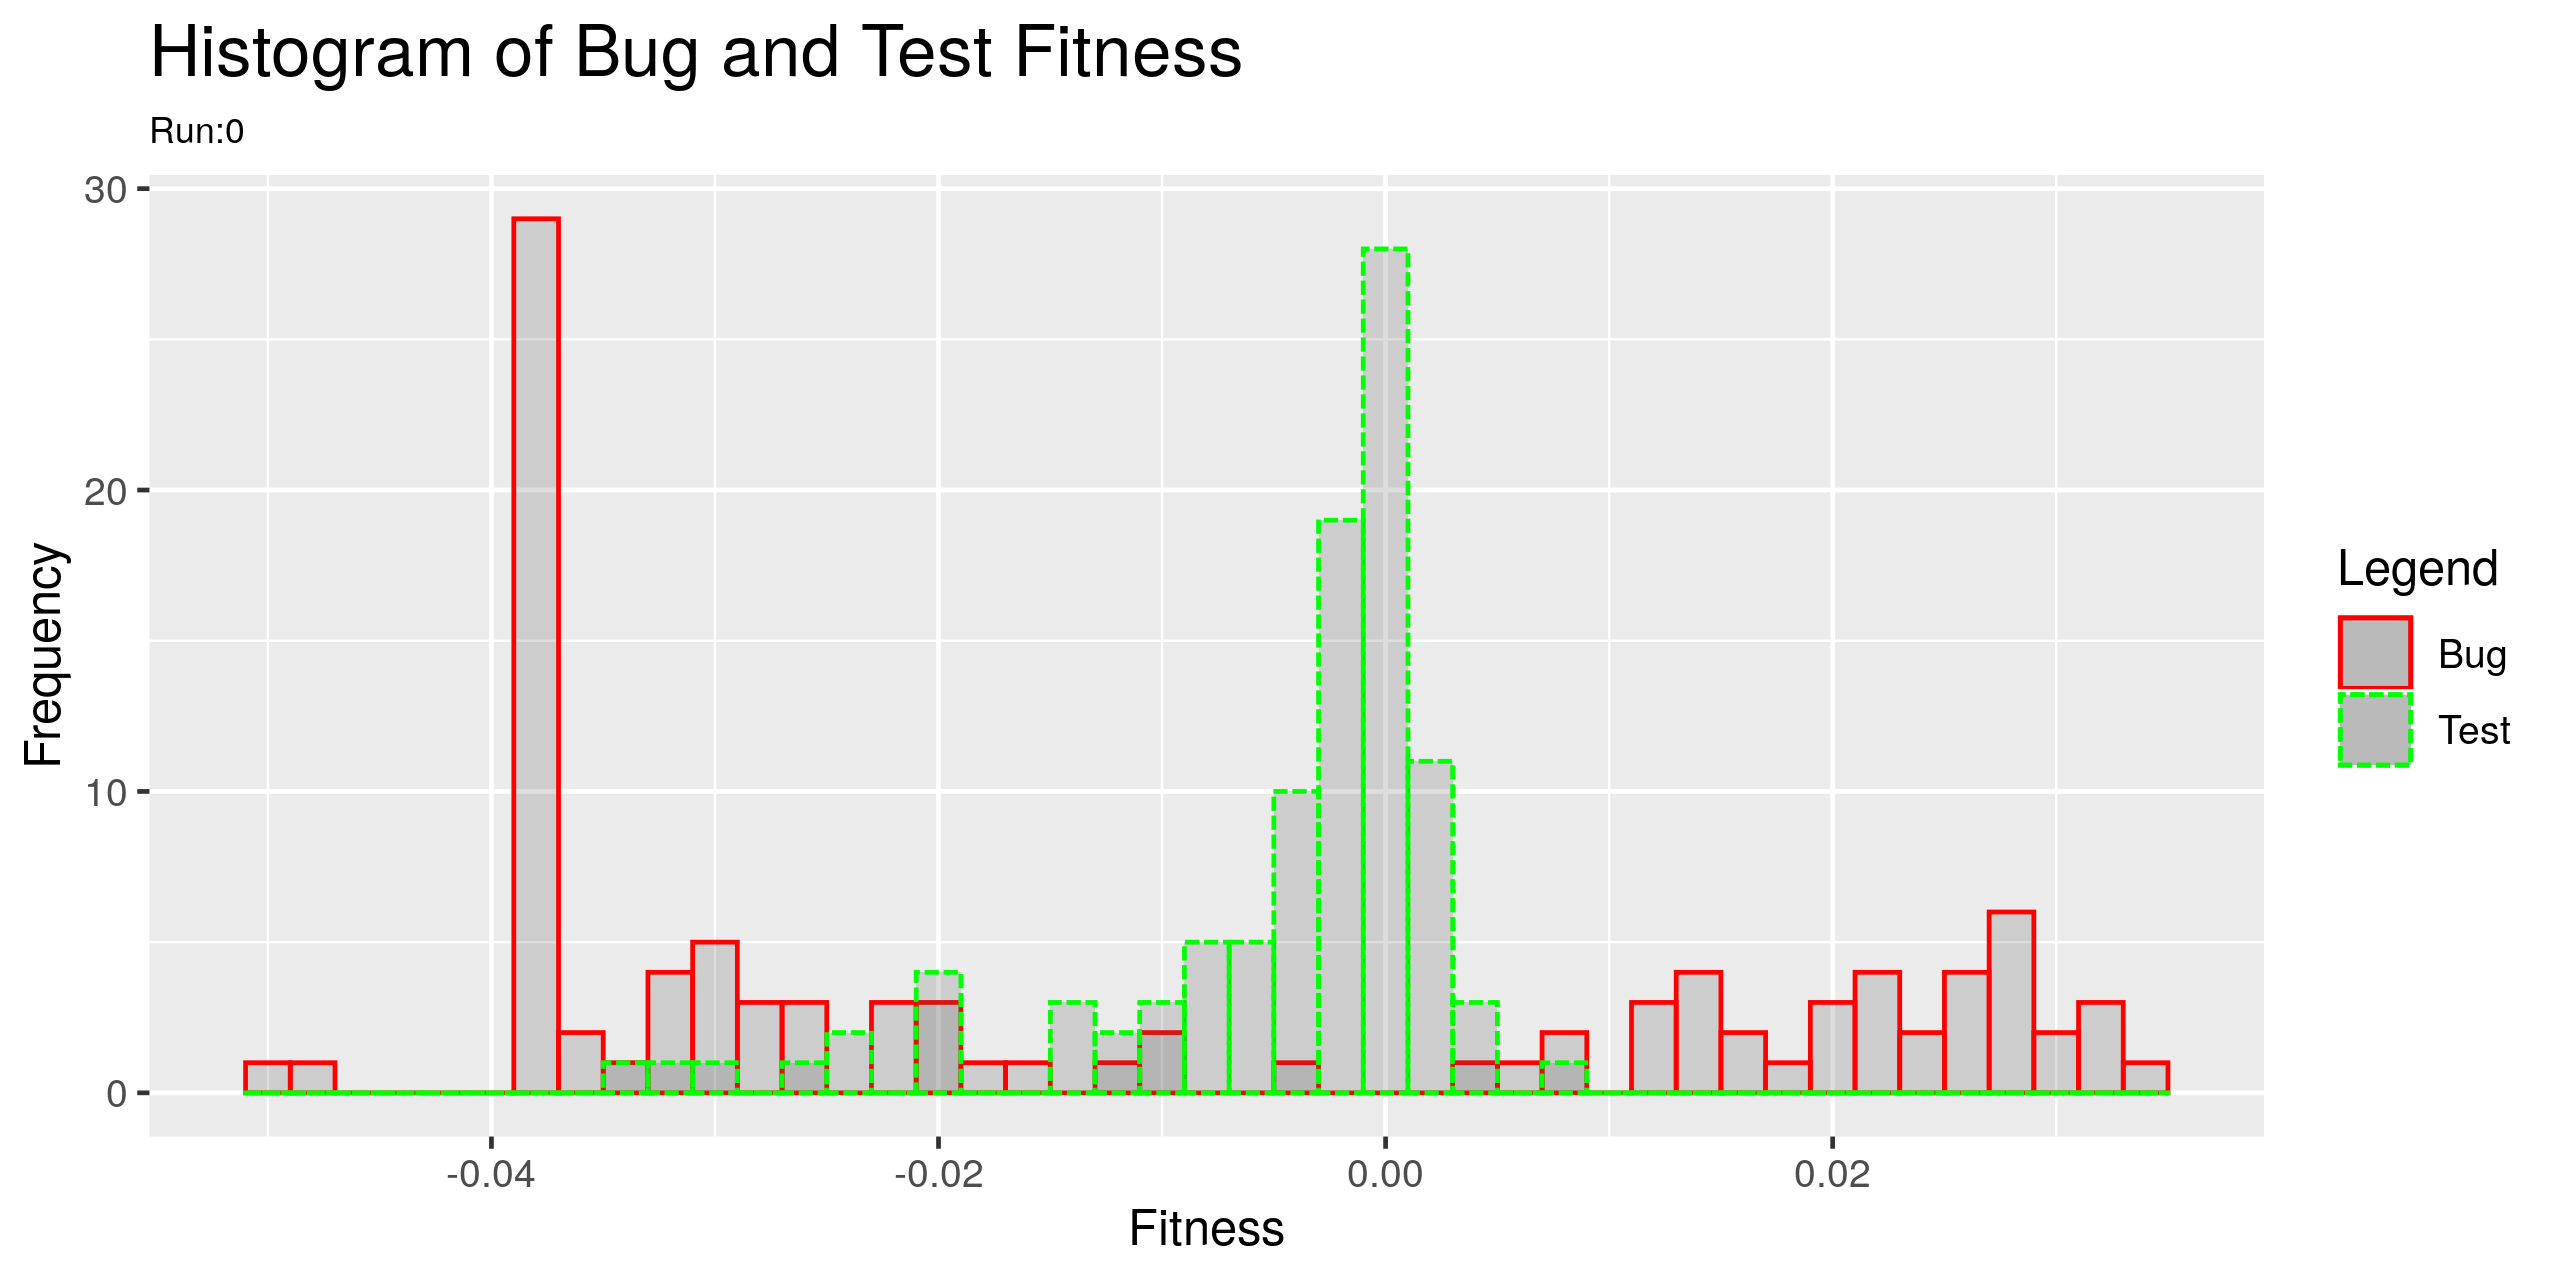 Histogram of Bug and Test Fitness
Run:0
30
20
10
0
Frequency
-0.04
-0.02
0.00
0.02
Fitness
Legend
Bug
Test